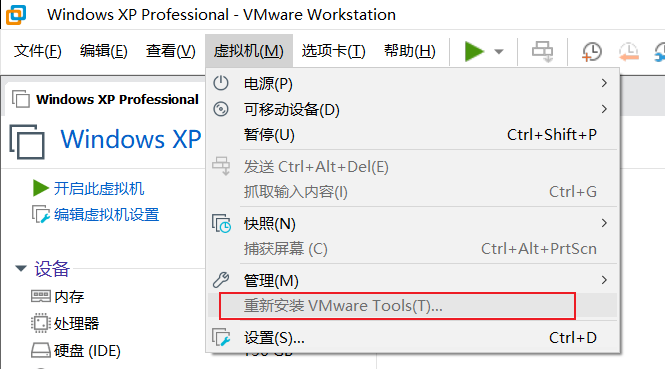 Windows XP Professional - VMware Workstation
文件(F) 编辑(E) 查看(V) 虚拟机(M) 选项卡(T) 帮助(H)
Windows XP Professional
Windows XP
开启此虚拟机
编辑虚拟机设置
设备
内存
处理器
硬盘 (IDE)
电源(P)
可移动设备(D)
暂停(U) Ctrl+Shift+P
发送 Ctrl+Alt+Del(E)
抓取输入内容(I) Ctrl+G
快照(N)
捕获屏幕 (C) Ctrl+Alt+PrtScn
管理(M)
重新安装 VMware Tools(T)...
设置(S)... Ctrl+D